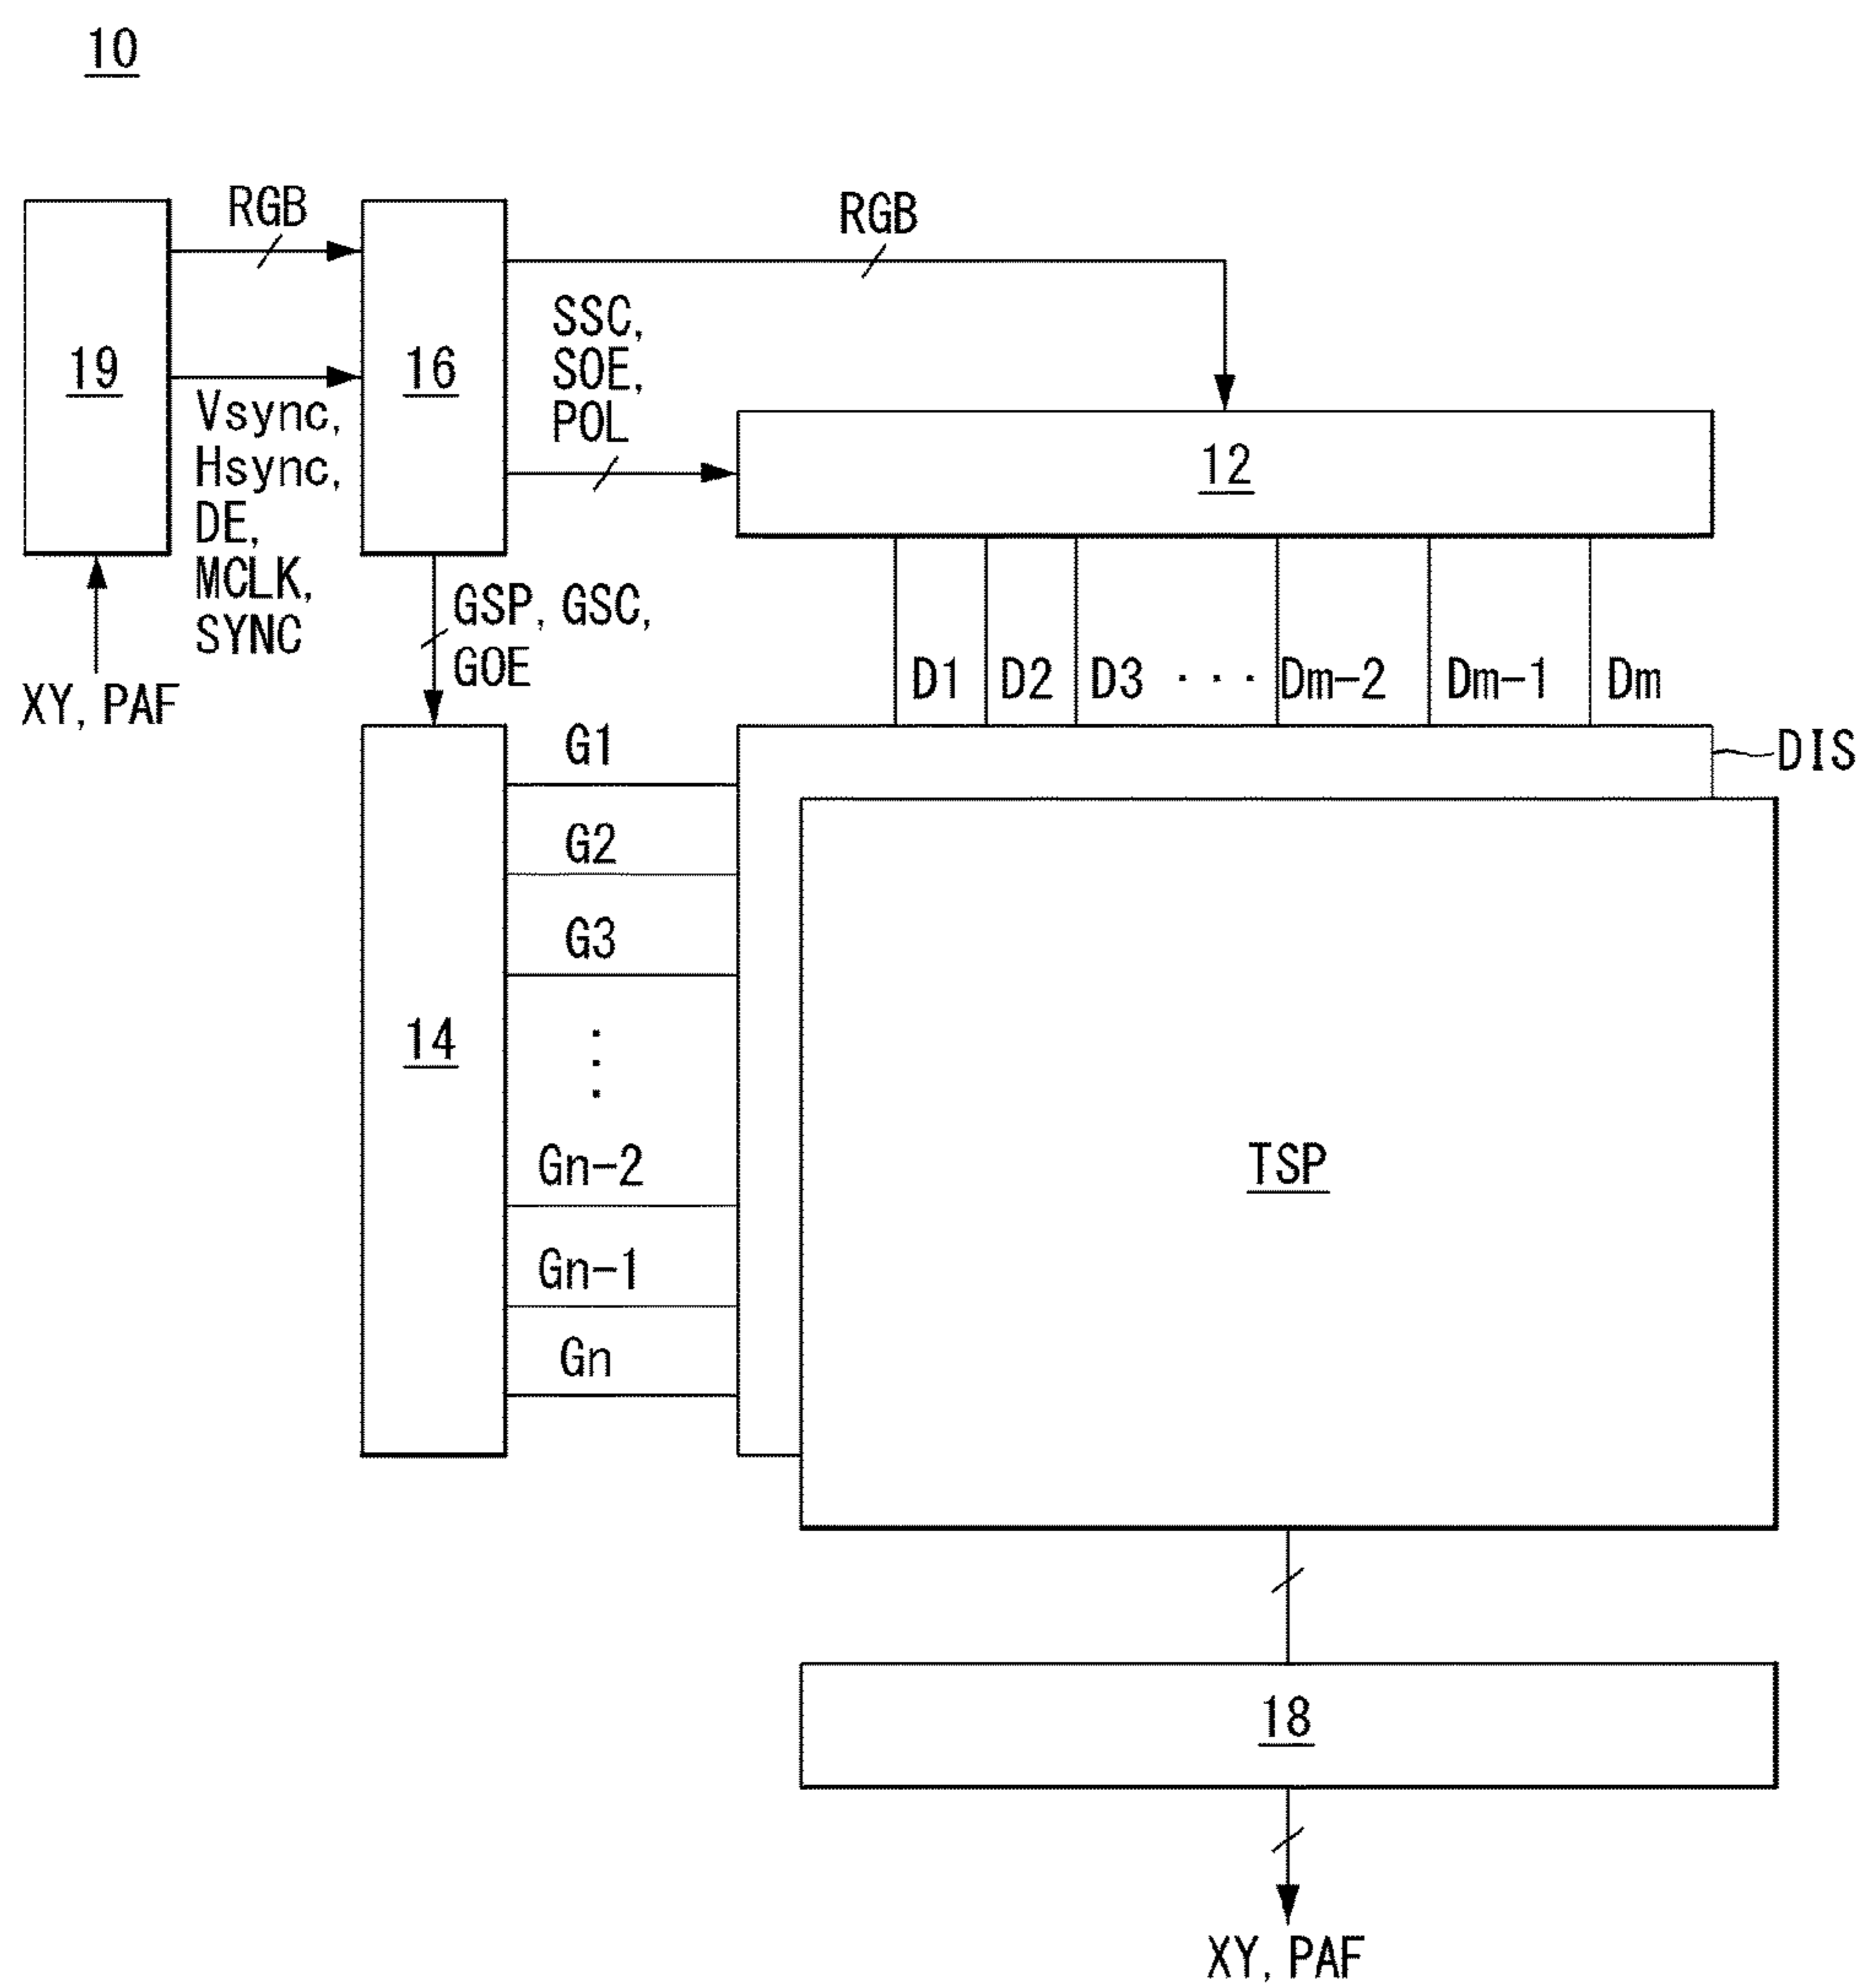 10
RGB
RGB
19
16
SSC,
SOE,
POL
Vsync,
Hsync,
DE,
MCLK,
SYNC
12
GSP, GSC,
GOE
XY, PAF
D1 D2 D3 ··· Dm-2 Dm-1 Dm
DIS
G1
G2
G3
⋮
14
Gn-2
Gn-1
Gn
TSP
18
XY, PAF